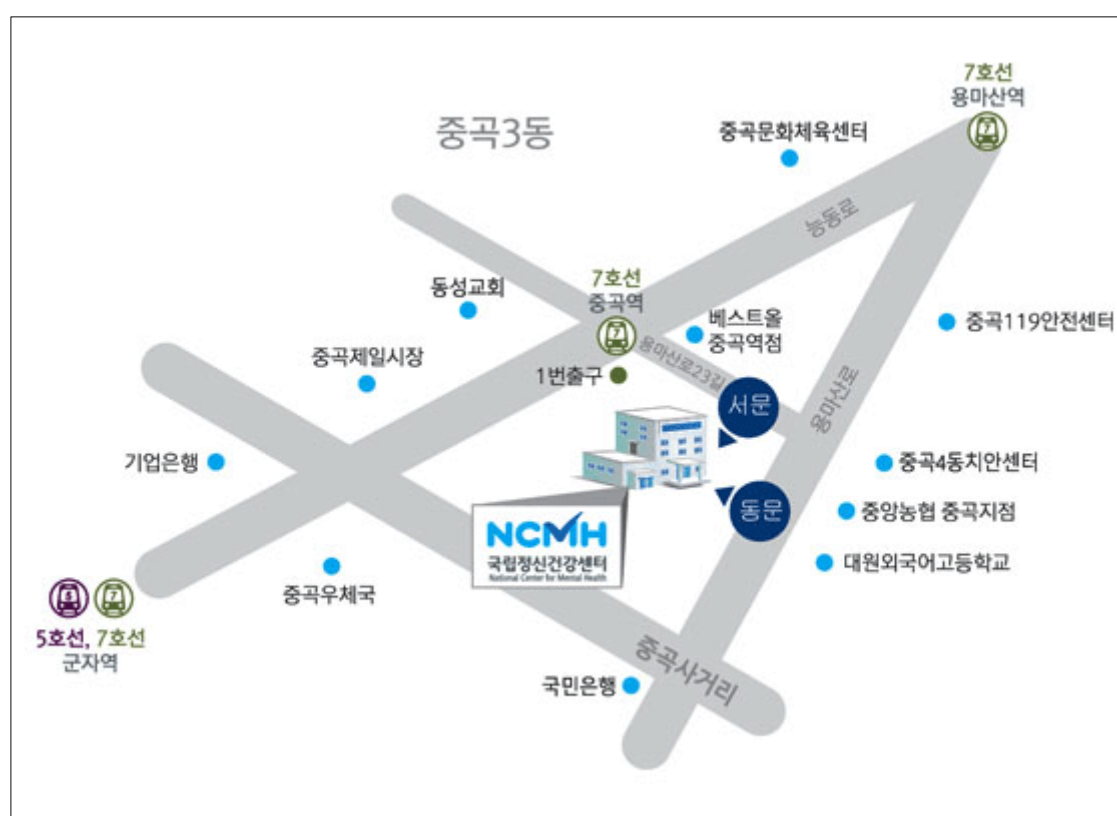 7호선
용마산역
7
중곡3동
중곡문화체육센터
능동로
7호선
중곡역
7
동성교회
베스트올
중곡역점
중곡119안전센터
중곡제일시장
1번출구
용마산로23길
용마산로
서문
기업은행
중곡4동치안센터
동문
중앙농협 중곡지점
NCMH
국립정신건강센터
National Center for Mental Health
대원외국어고등학교
중곡우체국
5
7
5호선, 7호선
군자역
중곡사거리
국민은행